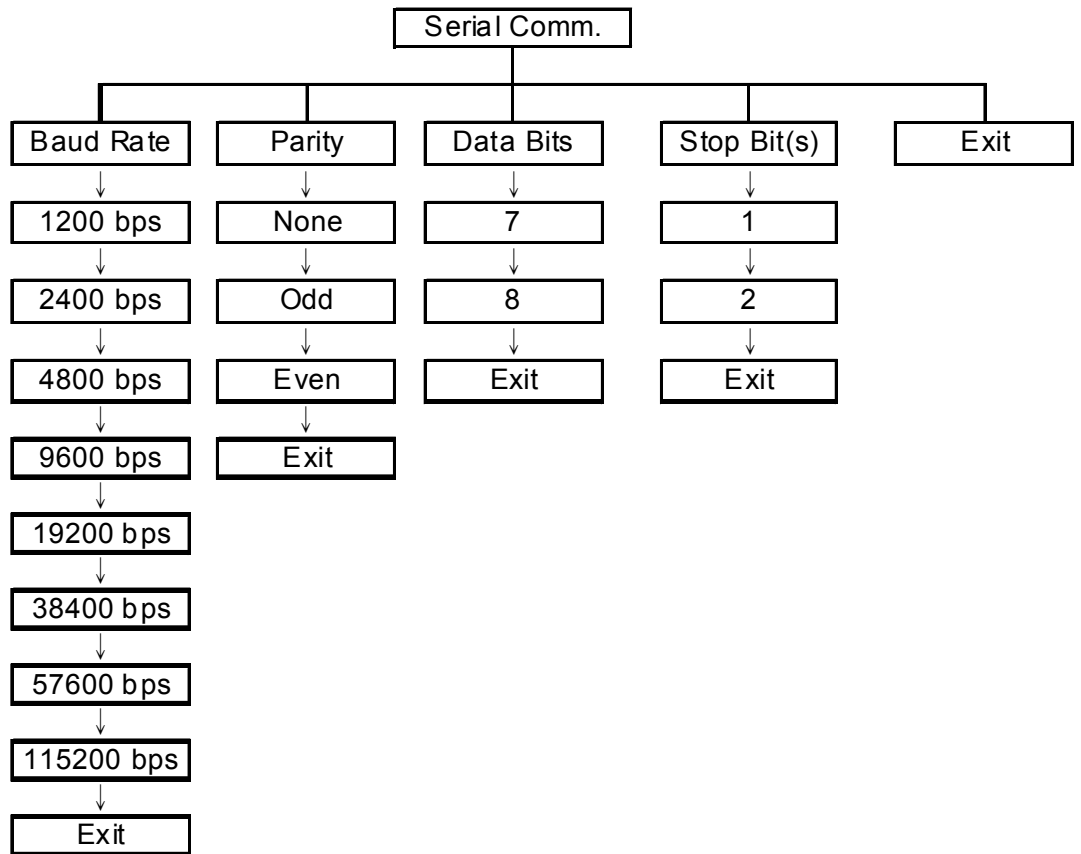 Serial Comm.
Baud Rate
Parity
Data Bits
Stop Bit(s)
Exit
1200 bps
None
7
1
2400 bps
Odd
8
2
4800 bps
Even
Exit
Exit
9600 bps
Exit
19200 bps
38400 bps
57600 bps
115200 bps
Exit